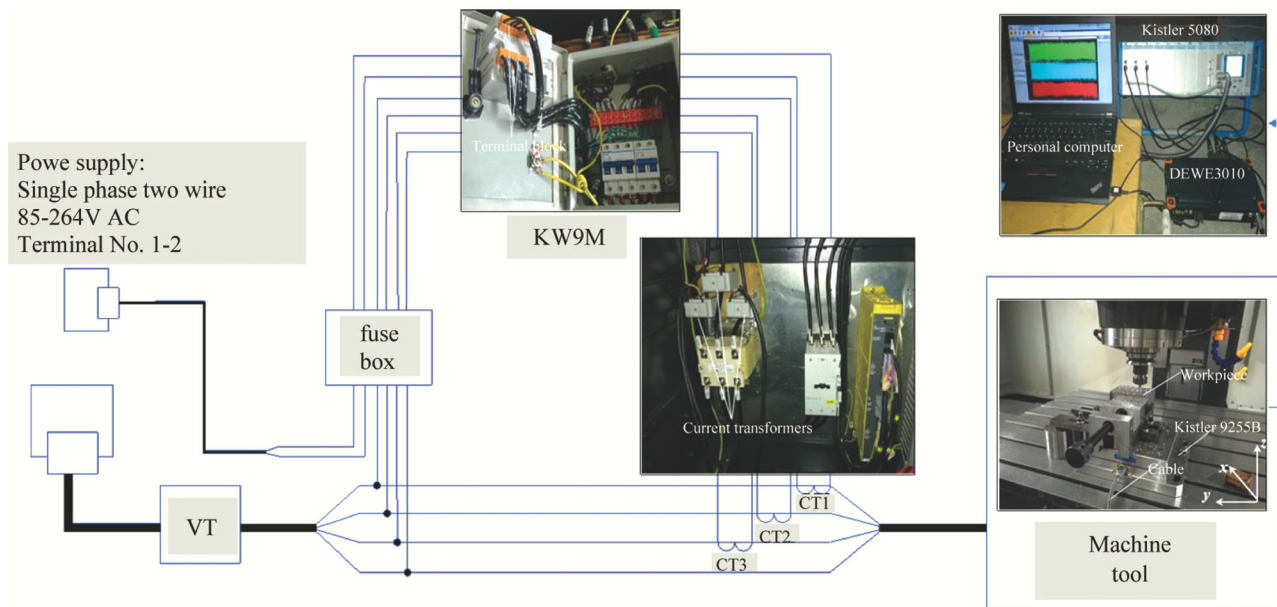 Powe supply:
Single phase two wire
85-264V AC
Terminal No. 1-2
fuse
box
VT
Terminal block
KW9M
Current transformers
CT1
CT2
CT3
Kistler 5080
Personal computer
DEWE3010
Workpiece
Kistler 9255B
Cable
z
x
y
Machine
tool